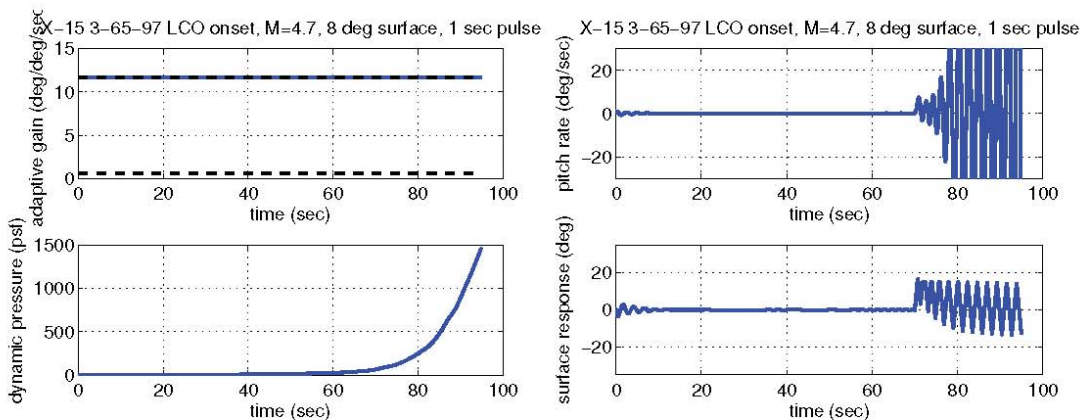 X-15 3-65-97 LCO onset, M=4.7, 8 deg surface, 1 sec pulse
adaptive gain (deg/deg/sec)
15
10
5
0
0 20 40 60 80 100
time (sec)
X-15 3-65-97 LCO onset, M=4.7, 8 deg surface, 1 sec pulse
pitch rate (deg/sec)
20
0
-20
0 20 40 60 80 100
time (sec)
dynamic pressure (psf)
1500
1000
500
0
0 20 40 60 80 100
time (sec)
surface response (deg)
20
0
-20
0 20 40 60 80 100
time (sec)